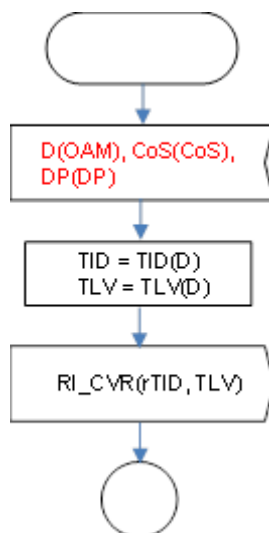 D(OAM), CoS(CoS),
DP(DP)
TID = TID(D)
TLV = TLV(D)
RI_CVR(rTID, TLV)